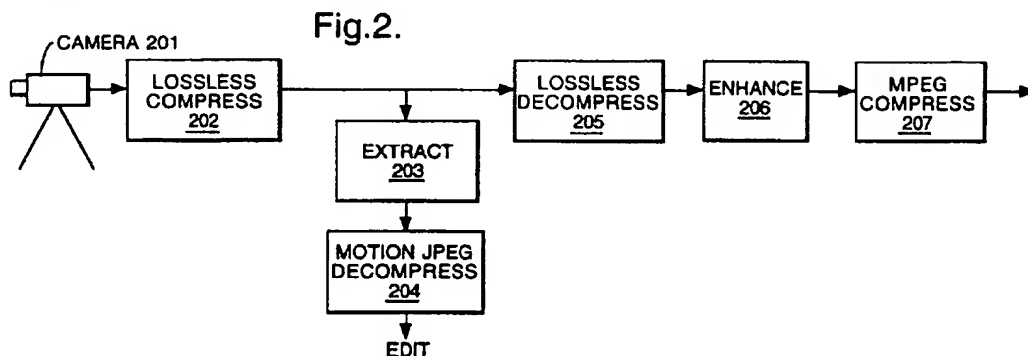 Fig.2.
CAMERA 201
LOSSLESS
COMPRESS
202
LOSSLESS
DECOMPRESS
205
ENHANCE
206
MPEG
COMPRESS
207
EXTRACT
203
MOTION JPEG
DECOMPRESS
204
EDIT